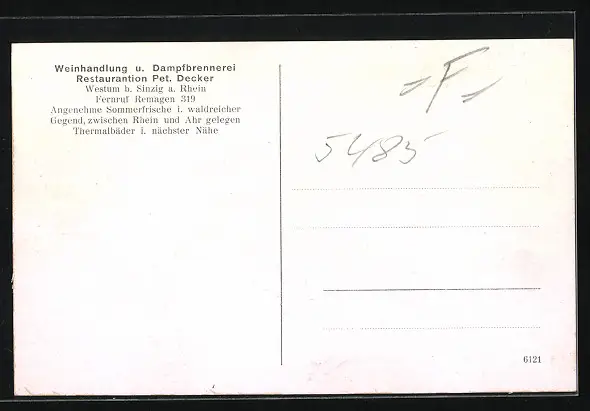 Weinhandlung u. Dampfbrennerei
Restaurantion Pet. Decker
Westum b. Sinzig a. Rhein
Fernruf Remagen 319
Angenehme Sommerfrische i. waldreicher
Gegend, zwischen Rhein und Ahr gelegen
Thermalbäder i. nächster Nähe
F
5485
6121